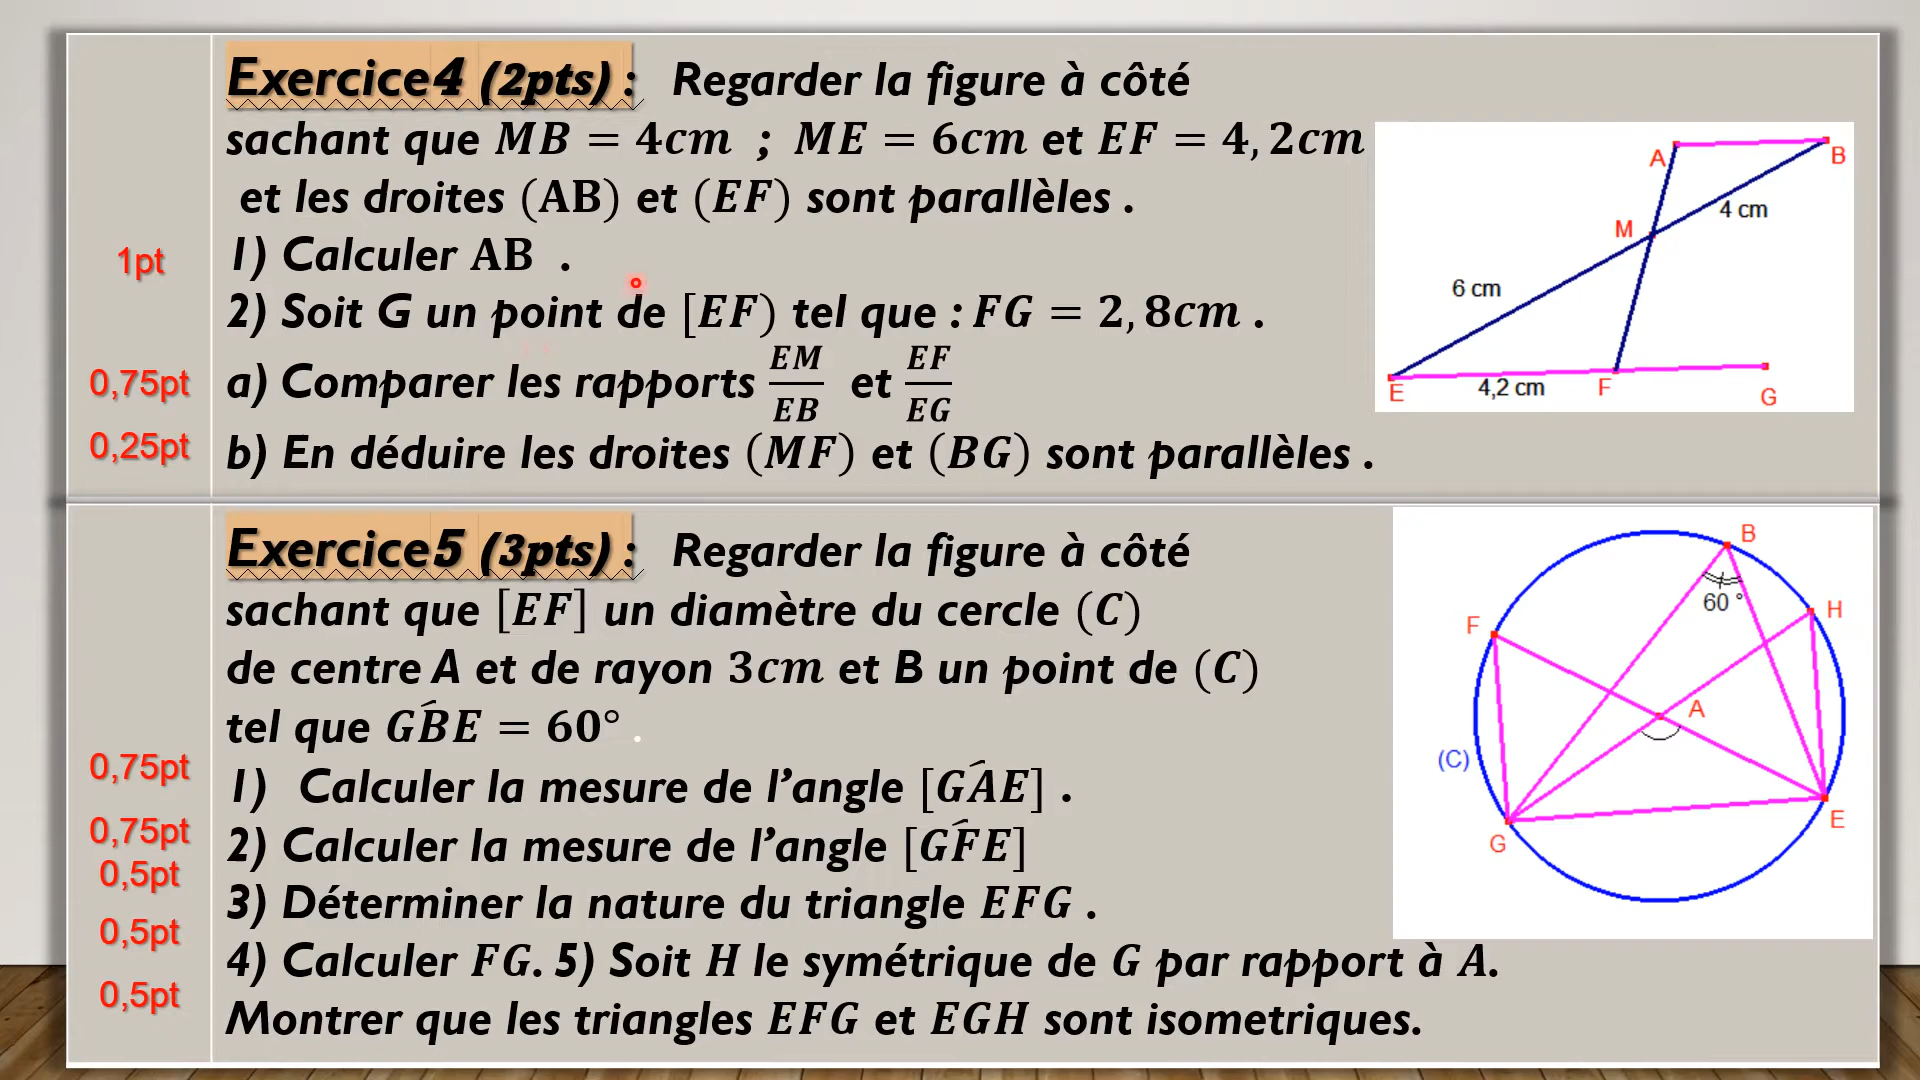 Exercice4 (2pts) : Regarder la figure à côté
sachant que MB = 4cm ; ME = 6cm et EF = 4,2cm
et les droites (AB) et (EF) sont parallèles .
1pt
1) Calculer AB .
2) Soit G un point de [EF) tel que : FG = 2,8cm .
0,75pt
a) Comparer les rapports EM/EB et EF/EG
0,25pt
b) En déduire les droites (MF) et (BG) sont parallèles .
A
B
M
4 cm
6 cm
E
4,2 cm
F
G
Exercice5 (3pts) : Regarder la figure à côté
sachant que [EF] un diamètre du cercle (C)
de centre A et de rayon 3cm et B un point de (C)
tel que GB̂E = 60° .
0,75pt
1) Calculer la mesure de l’angle [GÂE] .
0,75pt
2) Calculer la mesure de l’angle [GF̂E]
0,5pt
3) Déterminer la nature du triangle EFG .
0,5pt
4) Calculer FG. 5) Soit H le symétrique de G par rapport à A.
0,5pt
Montrer que les triangles EFG et EGH sont isometriques.
B
60 °
H
F
A
(C)
E
G